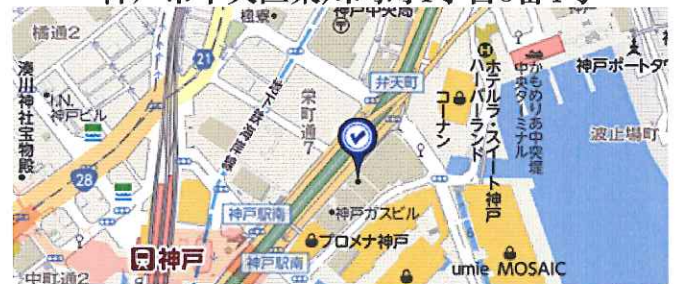 橘通2
楠寮
21
湊川神社宝物殿
I.N.
神戸ビル
地下鉄海岸線
栄町通7
弁天町
コーナン
ホテルラ・スイート神戸
ハーバーランド
かもめりあ中突堤
中央ターミナル
神戸ポートタワ
波止場町
28
神戸駅南
神戸ガスビル
プロメナ神戸
神戸
神戸駅南
umie MOSAIC
中町通2